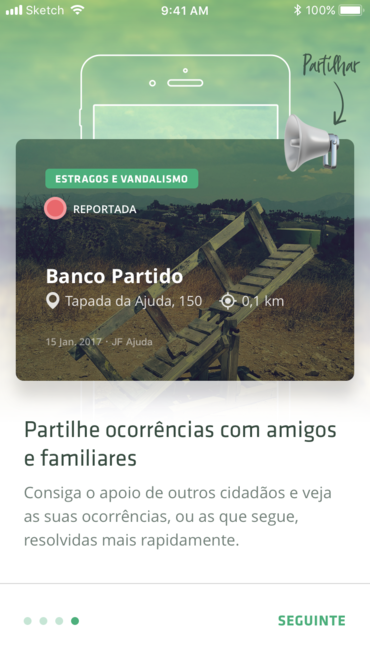 Sketch
9:41 AM
100%
Partilhar
ESTRAGOS E VANDALISMO
REPORTADA
Banco Partido
Tapada da Ajuda, 150
0,1 km
15 Jan. 2017 · JF Ajuda
Partilhe ocorrências com amigos
e familiares
Consiga o apoio de outros cidadãos e veja
as suas ocorrências, ou as que segue,
resolvidas mais rapidamente.
SEGUINTE